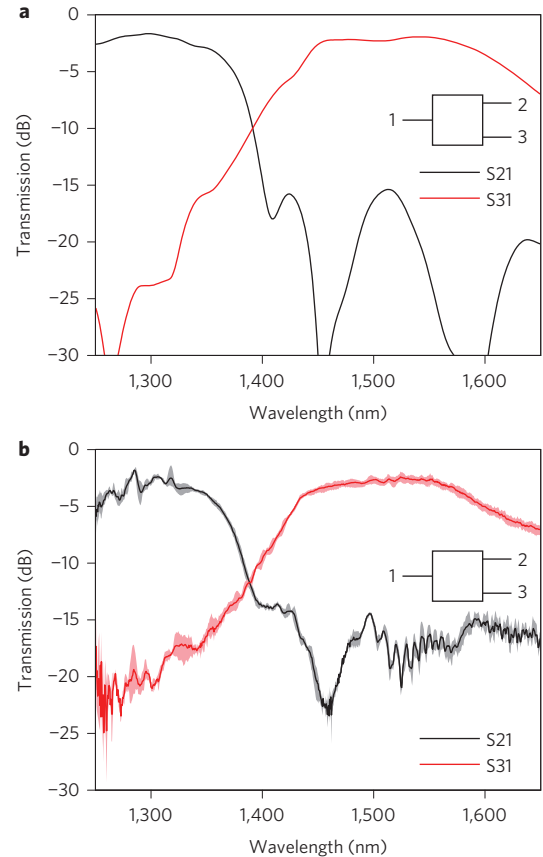 a
0
−5
−10
−15
−20
−25
−30
Transmission (dB)
1 2
3
S21
S31
1,300 1,400 1,500 1,600
Wavelength (nm)
b
0
−5
−10
−15
−20
−25
−30
Transmission (dB)
1 2
3
S21
S31
1,300 1,400 1,500 1,600
Wavelength (nm)